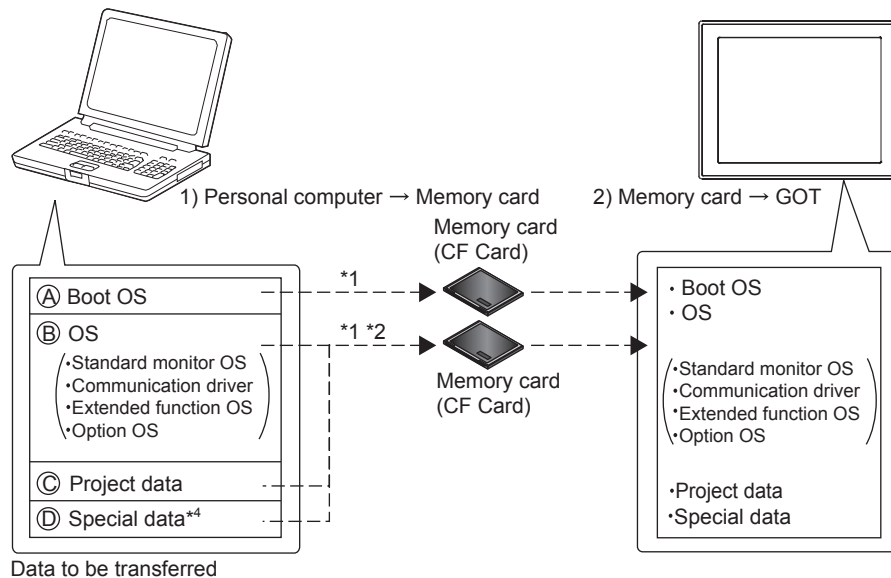 1) Personal computer → Memory card
2) Memory card → GOT
Memory card
(CF Card)
Ⓐ Boot OS
*1
Ⓑ OS
*1 *2
•Standard monitor OS
•Communication driver
•Extended function OS
•Option OS
Memory card
(CF Card)
Ⓒ Project data
Ⓓ Special data*4
Data to be transferred
• Boot OS
• OS
•Standard monitor OS
•Communication driver
•Extended function OS
•Option OS
•Project data
•Special data